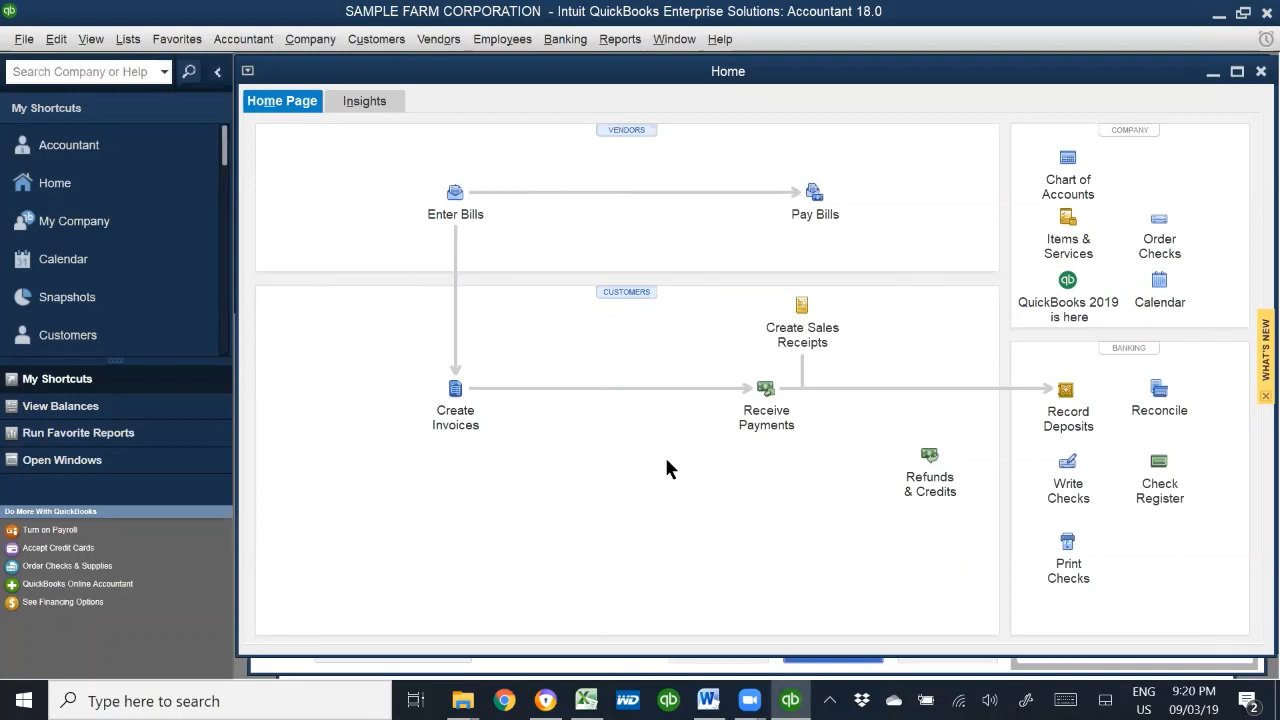 SAMPLE FARM CORPORATION - Intuit QuickBooks Enterprise Solutions: Accountant 18.0
File Edit View Lists Favorites Accountant Company Customers Vendors Employees Banking Reports Window Help
Search Company or Help
Home
My Shortcuts
Accountant
Home
My Company
Calendar
Snapshots
Customers
My Shortcuts
View Balances
Run Favorite Reports
Open Windows
Do More With QuickBooks
Turn on Payroll
Accept Credit Cards
Order Checks & Supplies
QuickBooks Online Accountant
See Financing Options
Home Page
Insights
VENDORS
Enter Bills
Pay Bills
CUSTOMERS
Create Sales
Receipts
Create
Invoices
Receive
Payments
Refunds
& Credits
COMPANY
Chart of
Accounts
Items &
Services
Order
Checks
QuickBooks 2019
is here
Calendar
BANKING
Record
Deposits
Reconcile
Write
Checks
Check
Register
Print
Checks
WHAT'S NEW
Type here to search
ENG
US
9:20 PM
09/03/19
2